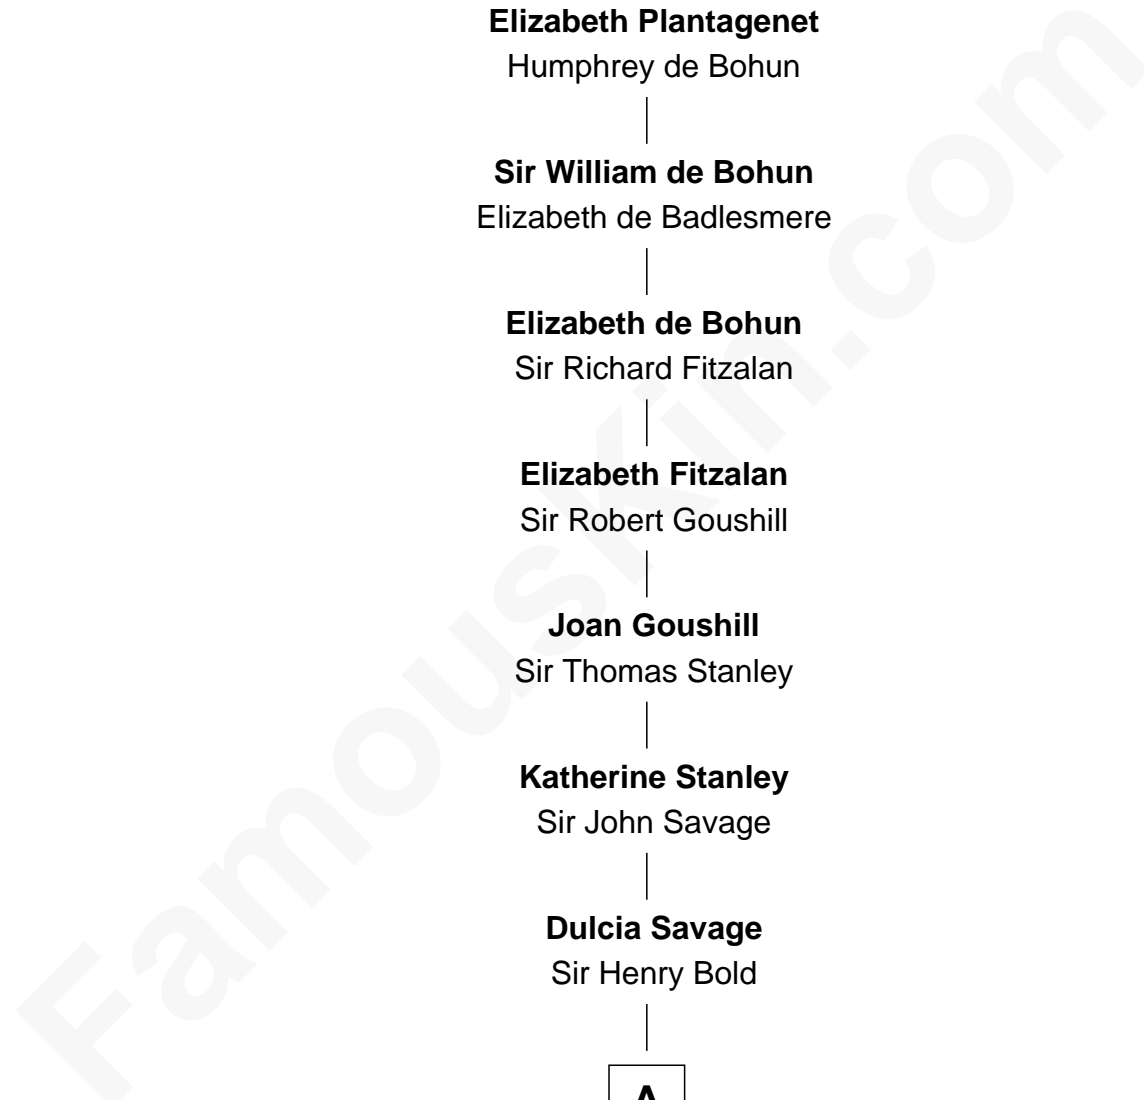 Elizabeth Plantagenet
Humphrey de Bohun
Sir William de Bohun
Elizabeth de Badlesmere
Elizabeth de Bohun
Sir Richard Fitzalan
Elizabeth Fitzalan
Sir Robert Goushill
Joan Goushill
Sir Thomas Stanley
Katherine Stanley
Sir John Savage
Dulcia Savage
Sir Henry Bold
A
FamousKin.com